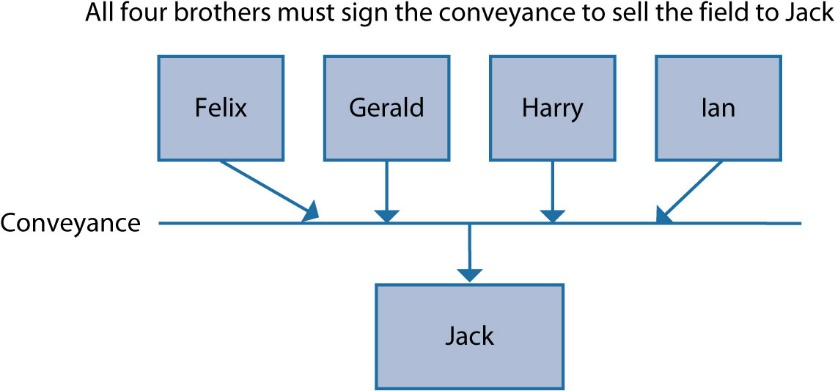 All four brothers must sign the conveyance to sell the field to Jack
Felix
Gerald
Harry
Ian
Conveyance
Jack